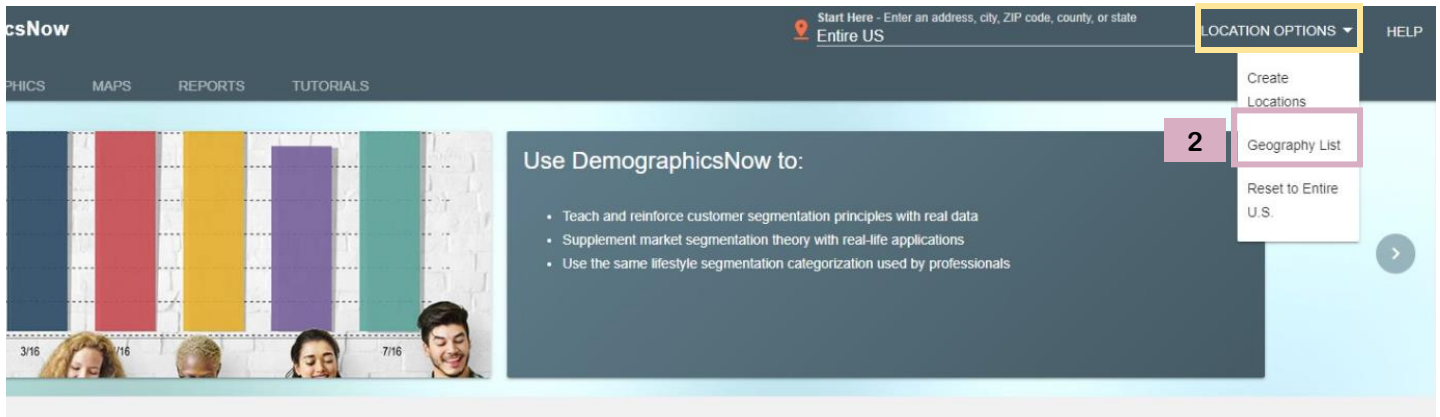 csNow
Start Here - Enter an address, city, ZIP code, county, or state
Entire US
LOCATION OPTIONS
HELP
PHICS
MAPS
REPORTS
TUTORIALS
Create
Locations
2
Geography List
Reset to Entire
U.S.
Use DemographicsNow to:
• Teach and reinforce customer segmentation principles with real data
• Supplement market segmentation theory with real-life applications
• Use the same lifestyle segmentation categorization used by professionals
3/16
/16
7/16